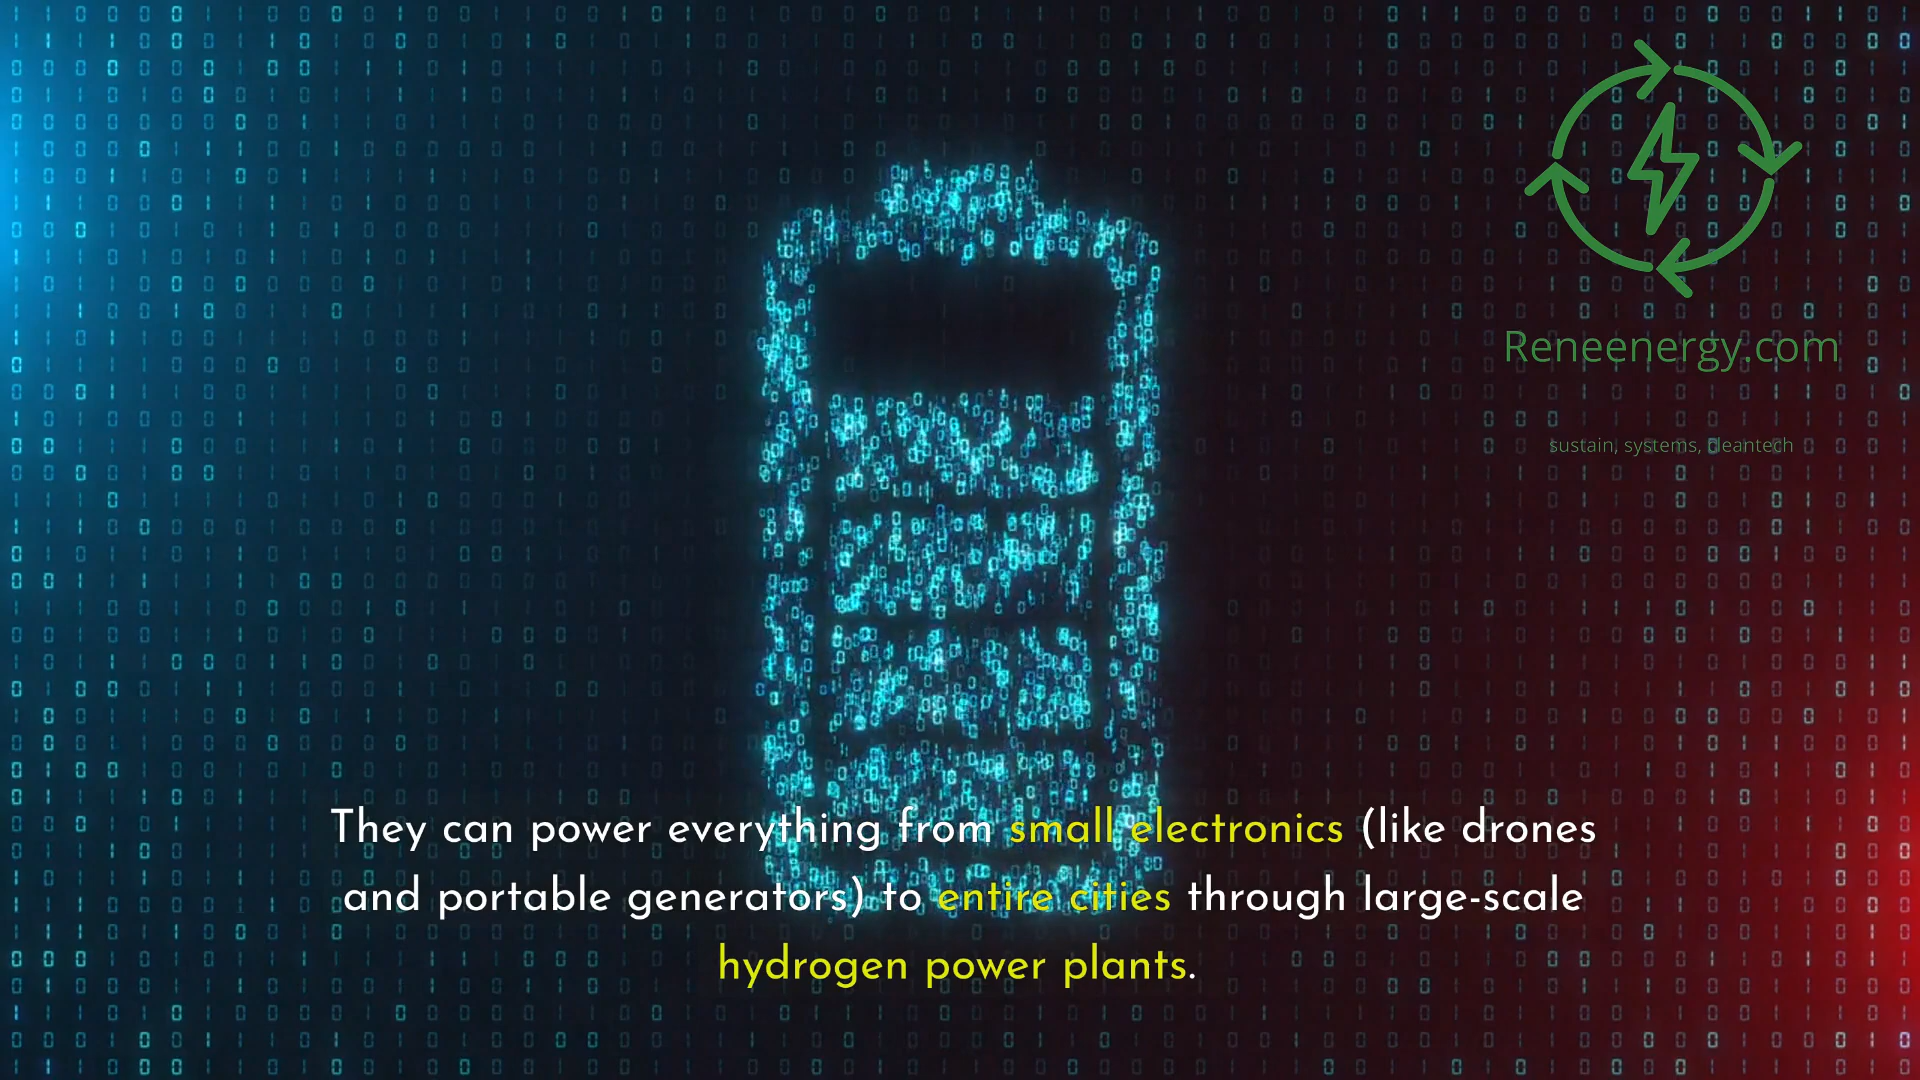 Reneenergy.com
sustain, systems, cleantech
They can power everything from small electronics (like drones
and portable generators) to entire cities through large-scale
hydrogen power plants.